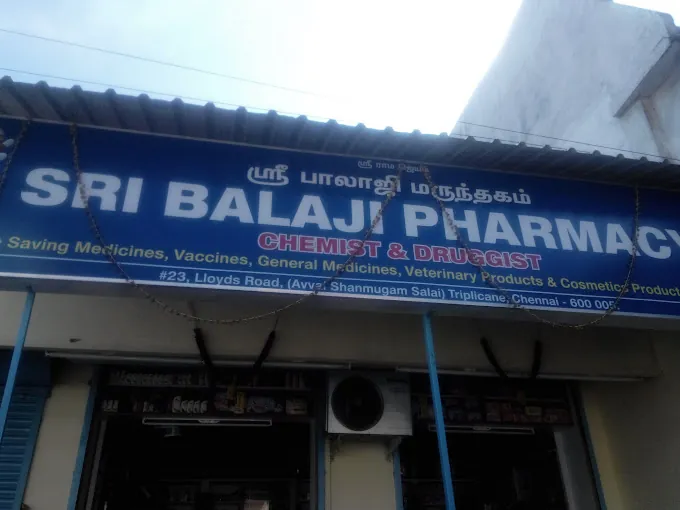 ஸ்ரீ ராம ஜெயம்
ஸ்ரீ பாலாஜி மருந்தகம்
SRI BALAJI PHARMACY
CHEMIST & DRUGGIST
Saving Medicines, Vaccines, General Medicines, Veterinary Products & Cosmetics Product
#23, Lloyds Road, (Avvai Shanmugam Salai) Triplicane, Chennai - 600 005